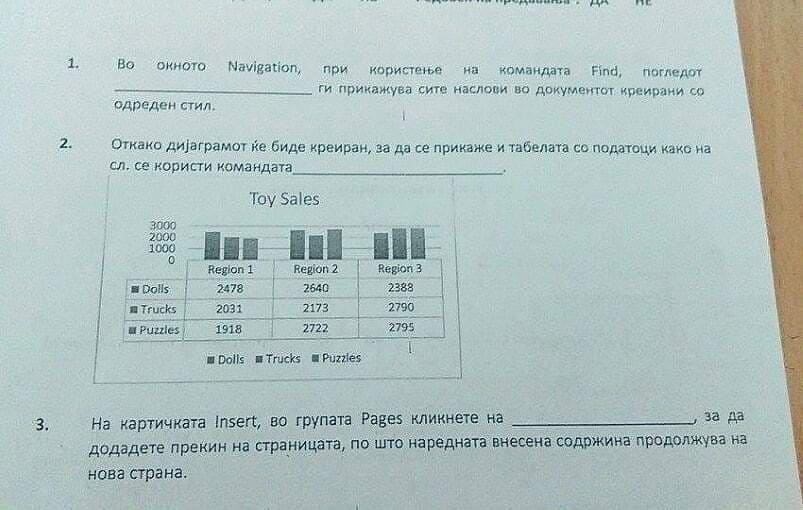 ДА НЕ
1. Во окното Navigation, при користење на командата Find, погледот
____________________ ги прикажува сите наслови во документот креирани со
одреден стил.
2. Откако дијаграмот ќе биде креиран, за да се прикаже и табелата со податоци како на
сл. се користи командата____________________.
Toy Sales
3000
2000
1000
0
Region 1 Region 2 Region 3
Dolls 2478 2640 2388
Trucks 2031 2173 2790
Puzzles 1918 2722 2795
Dolls Trucks Puzzles
3. На картичката Insert, во групата Pages кликнете на ____________________, за да
додадете прекин на страницата, по што наредната внесена содржина продолжува на
нова страна.